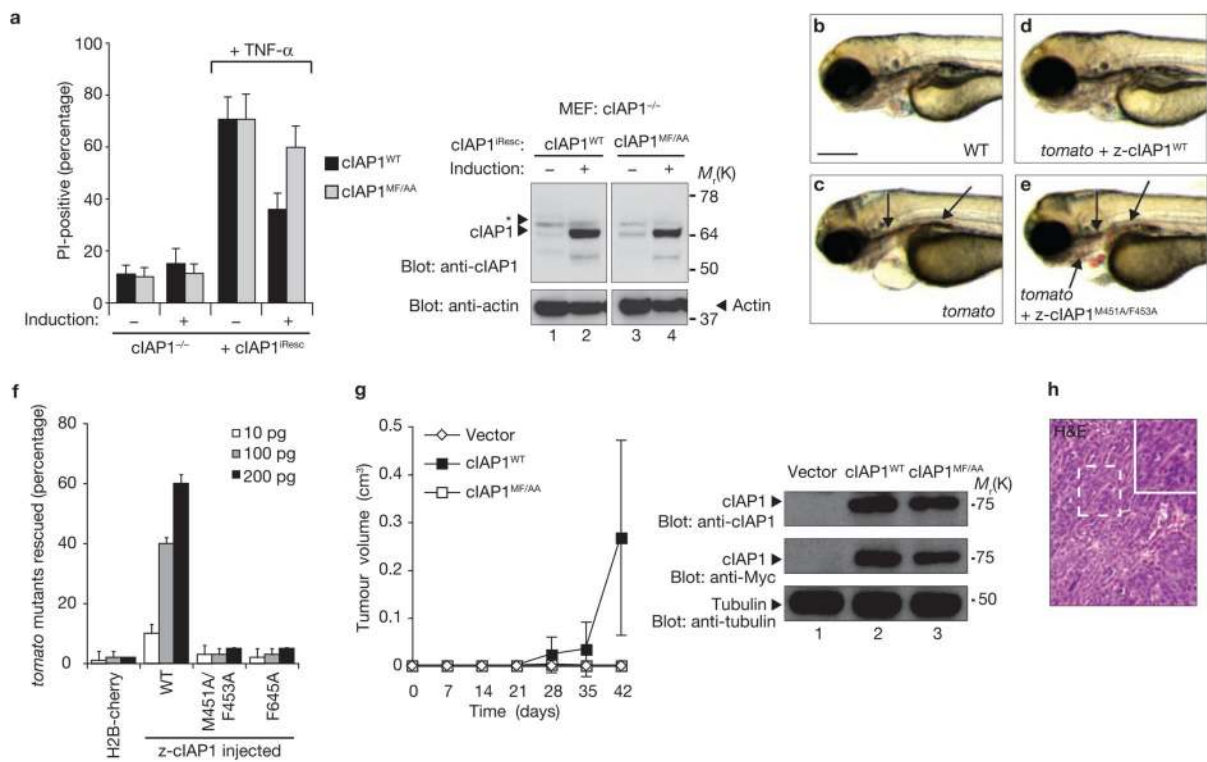 a
100
80
60
40
20
0
PI-positive (percentage)
+ TNF-α
cIAP1WT
cIAP1MF/AA
Induction: – + – +
cIAP1–/– + cIAP1iResc
MEF: cIAP1–/–
cIAP1iResc: cIAP1WT cIAP1MF/AA
Induction: – + – +
Mr(K)
78
*
cIAP1
64
Blot: anti-cIAP1
50
Blot: anti-actin
Actin
37
1 2 3 4
b
WT
d
tomato + z-cIAP1WT
c
tomato
e
tomato
+ z-cIAP1M451A/F453A
f
tomato mutants rescued (percentage)
80
60
40
20
0
10 pg
100 pg
200 pg
H2B-cherry
WT
M451A/
F453A
F645A
z-cIAP1 injected
g
Tumour volume (cm3)
0.5
0.4
0.3
0.2
0.1
0
Vector
cIAP1WT
cIAP1MF/AA
0 7 14 21 28 35 42
Time (days)
Vector cIAP1WT cIAP1MF/AA
Mr(K)
cIAP1
75
Blot: anti-cIAP1
cIAP1
75
Blot: anti-Myc
Tubulin
50
Blot: anti-tubulin
1 2 3
h
H&E